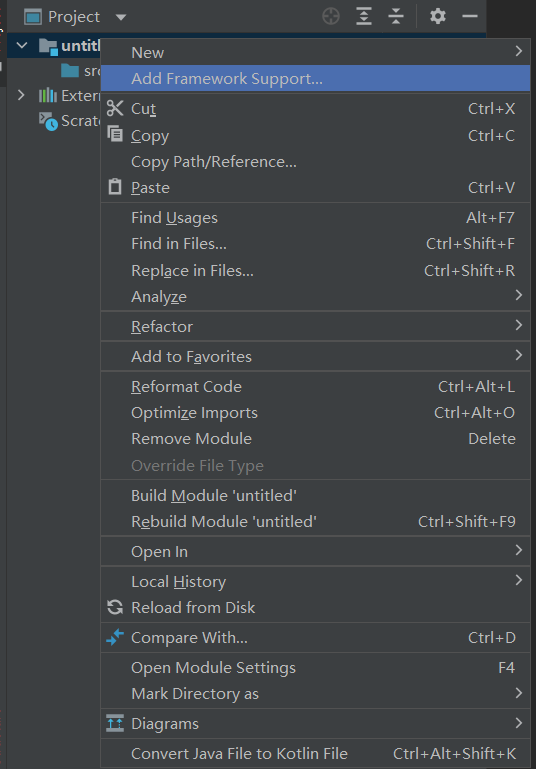 Project
untitl
New
Add Framework Support...
src
Cut Ctrl+X
Extern
Copy Ctrl+C
Scratc
Copy Path/Reference...
Paste Ctrl+V
Find Usages Alt+F7
Find in Files... Ctrl+Shift+F
Replace in Files... Ctrl+Shift+R
Analyze
Refactor
Add to Favorites
Reformat Code Ctrl+Alt+L
Optimize Imports Ctrl+Alt+O
Remove Module Delete
Override File Type
Build Module 'untitled'
Rebuild Module 'untitled' Ctrl+Shift+F9
Open In
Local History
Reload from Disk
Compare With... Ctrl+D
Open Module Settings F4
Mark Directory as
Diagrams
Convert Java File to Kotlin File Ctrl+Alt+Shift+K